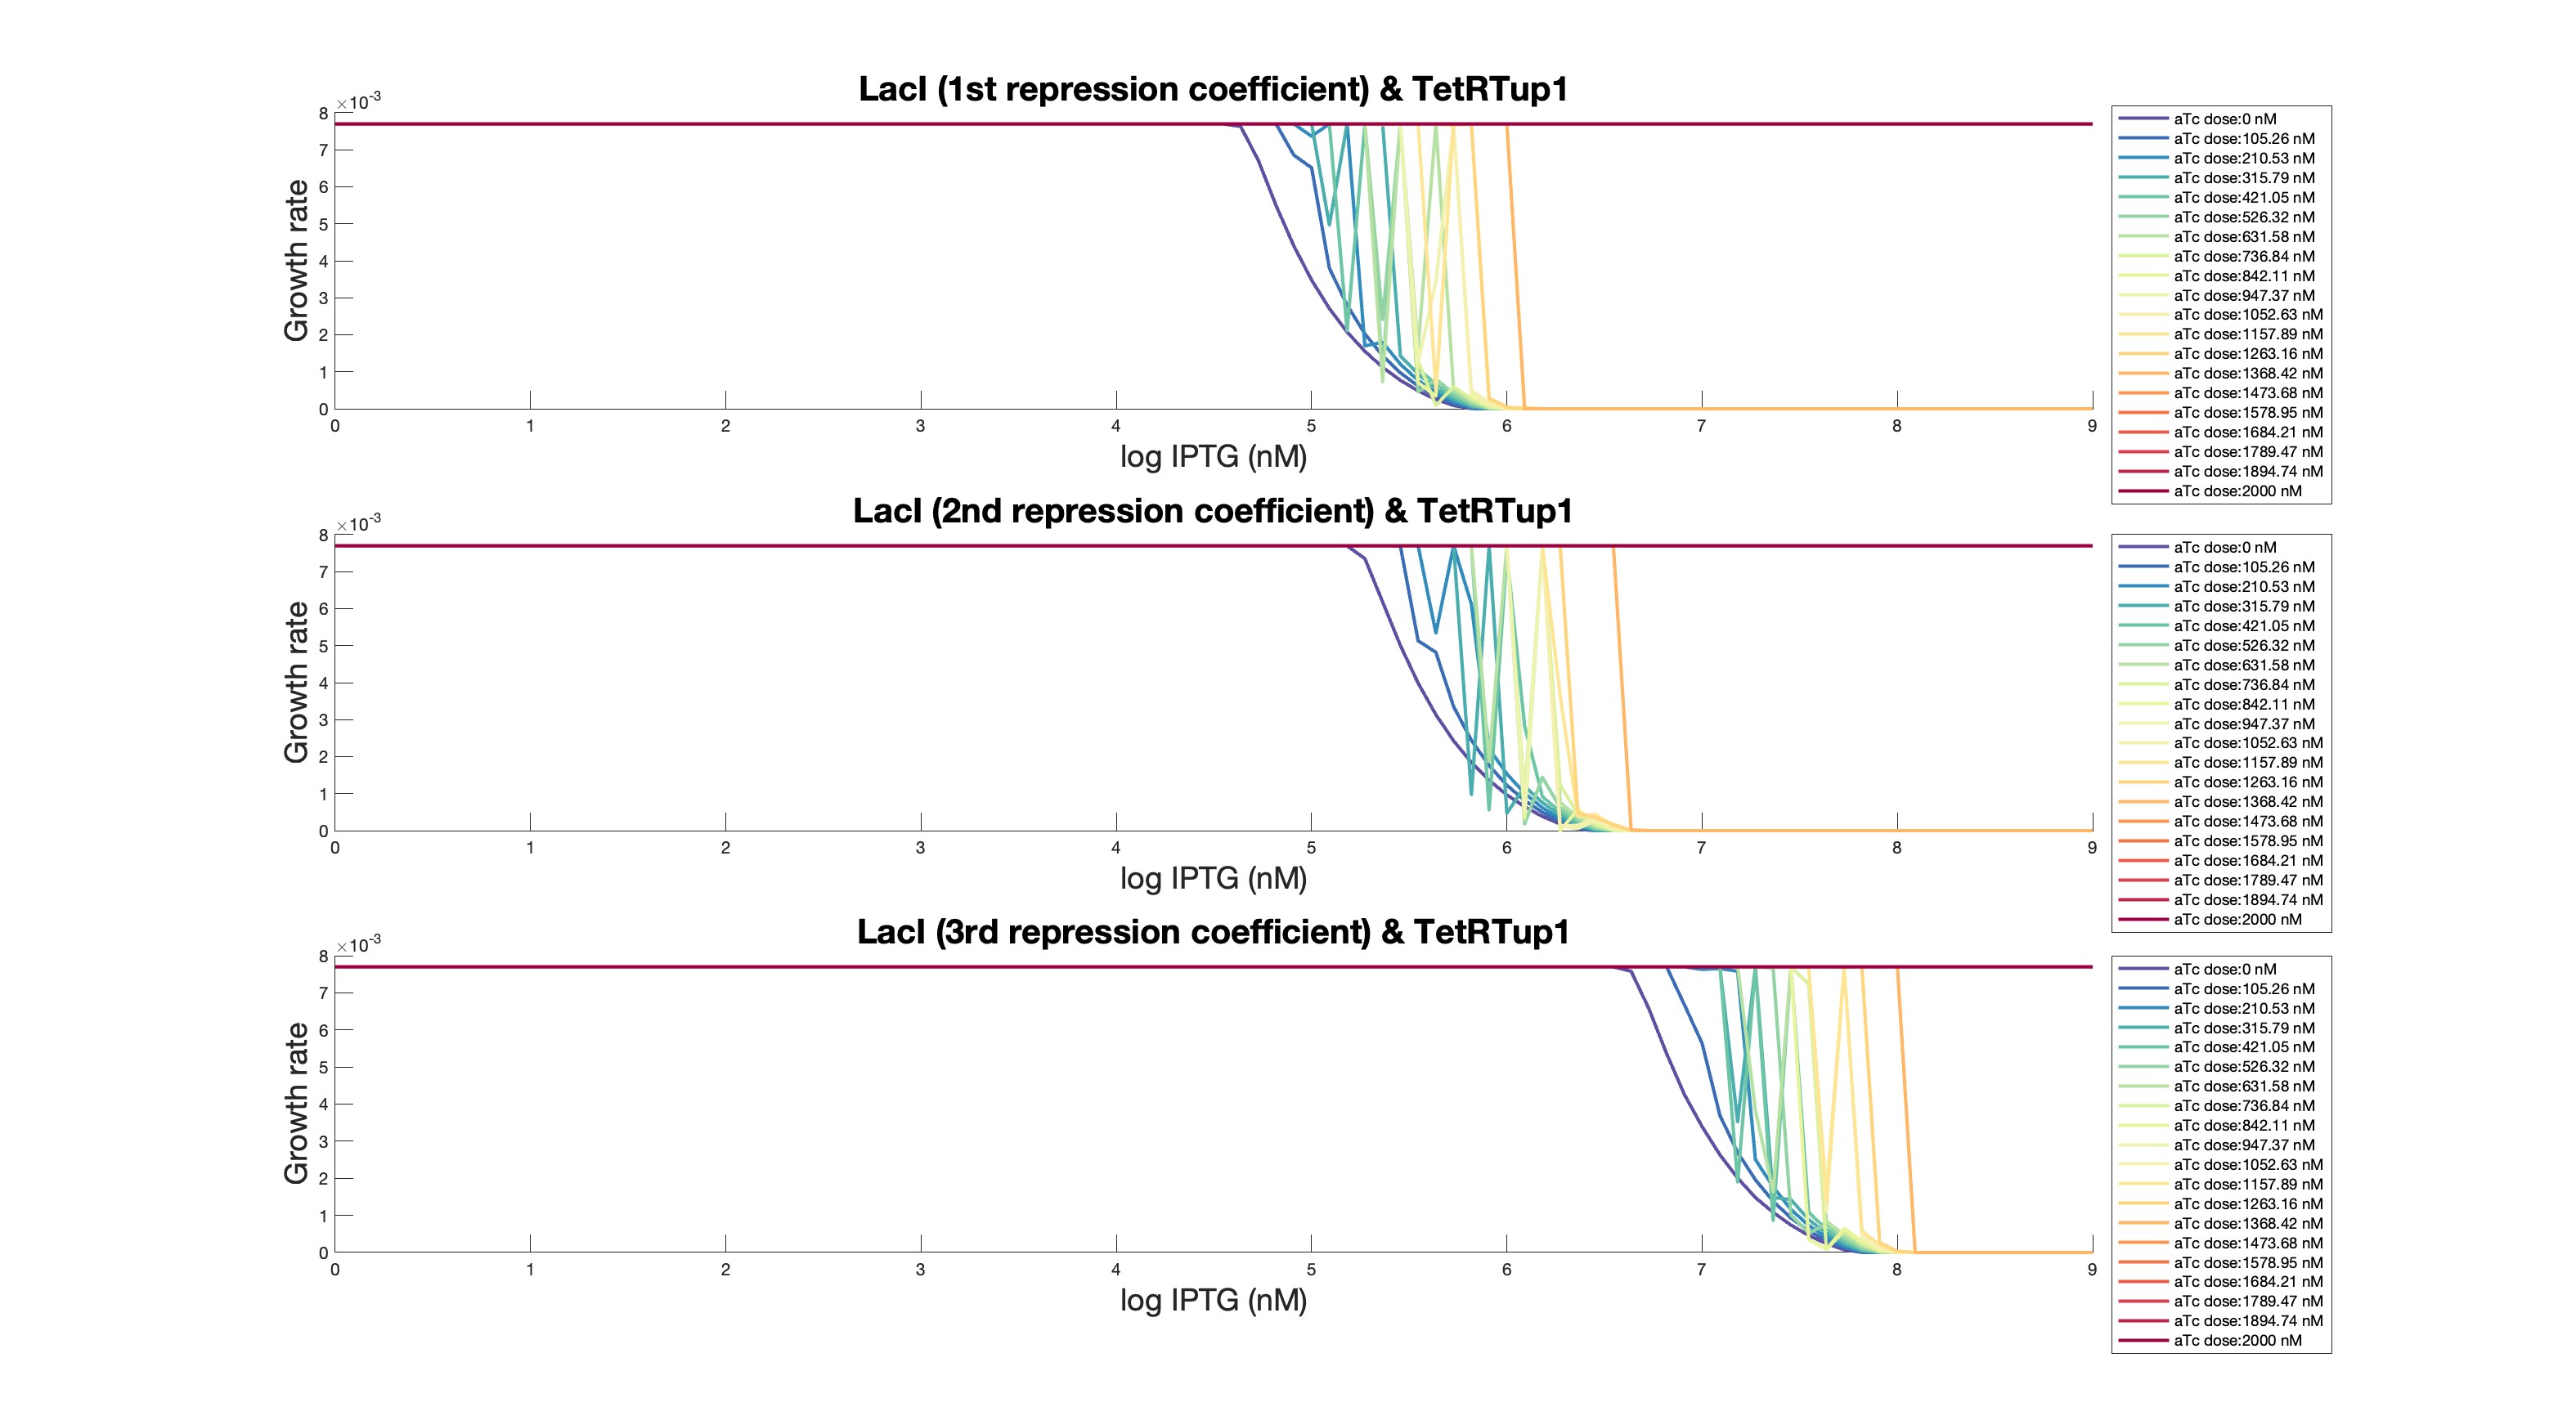 LacI (1st repression coefficient) & TetRTup1
×10-3
8
7
6
5
4
3
2
1
0
Growth rate
0 1 2 3 4 5 6 7 8 9
log IPTG (nM)
aTc dose:0 nM
aTc dose:105.26 nM
aTc dose:210.53 nM
aTc dose:315.79 nM
aTc dose:421.05 nM
aTc dose:526.32 nM
aTc dose:631.58 nM
aTc dose:736.84 nM
aTc dose:842.11 nM
aTc dose:947.37 nM
aTc dose:1052.63 nM
aTc dose:1157.89 nM
aTc dose:1263.16 nM
aTc dose:1368.42 nM
aTc dose:1473.68 nM
aTc dose:1578.95 nM
aTc dose:1684.21 nM
aTc dose:1789.47 nM
aTc dose:1894.74 nM
aTc dose:2000 nM
LacI (2nd repression coefficient) & TetRTup1
×10-3
8
7
6
5
4
3
2
1
0
Growth rate
0 1 2 3 4 5 6 7 8 9
log IPTG (nM)
aTc dose:0 nM
aTc dose:105.26 nM
aTc dose:210.53 nM
aTc dose:315.79 nM
aTc dose:421.05 nM
aTc dose:526.32 nM
aTc dose:631.58 nM
aTc dose:736.84 nM
aTc dose:842.11 nM
aTc dose:947.37 nM
aTc dose:1052.63 nM
aTc dose:1157.89 nM
aTc dose:1263.16 nM
aTc dose:1368.42 nM
aTc dose:1473.68 nM
aTc dose:1578.95 nM
aTc dose:1684.21 nM
aTc dose:1789.47 nM
aTc dose:1894.74 nM
aTc dose:2000 nM
LacI (3rd repression coefficient) & TetRTup1
×10-3
8
7
6
5
4
3
2
1
0
Growth rate
0 1 2 3 4 5 6 7 8 9
log IPTG (nM)
aTc dose:0 nM
aTc dose:105.26 nM
aTc dose:210.53 nM
aTc dose:315.79 nM
aTc dose:421.05 nM
aTc dose:526.32 nM
aTc dose:631.58 nM
aTc dose:736.84 nM
aTc dose:842.11 nM
aTc dose:947.37 nM
aTc dose:1052.63 nM
aTc dose:1157.89 nM
aTc dose:1263.16 nM
aTc dose:1368.42 nM
aTc dose:1473.68 nM
aTc dose:1578.95 nM
aTc dose:1684.21 nM
aTc dose:1789.47 nM
aTc dose:1894.74 nM
aTc dose:2000 nM